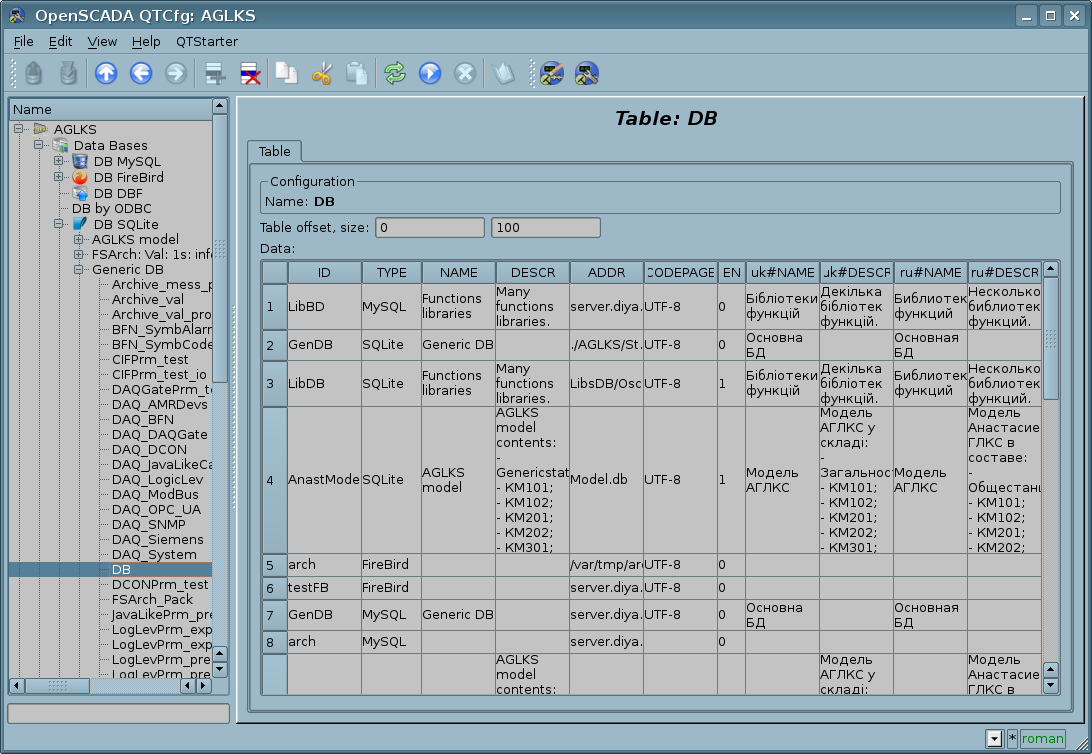 OpenSCADA QTCfg: AGLKS
File Edit View Help QTStarter
Name
AGLKS
Data Bases
DB MySQL
DB FireBird
DB DBF
DB by ODBC
DB SQLite
AGLKS model
FSArch: Val: 1s: inf
Generic DB
Archive_mess_p
Archive_val
Archive_val_pro
BFN_SymbAlarr
BFN_SymbCode
CIFPrm_test
CIFPrm_test_io
DAQGatePrm_t
DAQ_AMRDevs
DAQ_BFN
DAQ_DAQGate
DAQ_DCON
DAQ_JavaLikeCa
DAQ_LogicLev
DAQ_ModBus
DAQ_OPC_UA
DAQ_SNMP
DAQ_Siemens
DAQ_System
DB
DCONPrm_test
FSArch_Pack
JavaLikePrm_pre
LogLevPrm_exp
LogLevPrm_exp
LogLevPrm_pre
LogLevPrm_pre
Table: DB
Table
Configuration
Name: DB
Table offset, size: 0 100
Data:
ID TYPE NAME DESCR ADDR CODEPAGE EN uk#NAME uk#DESCR ru#NAME ru#DESCR
1 LibBD MySQL Functions libraries Many functions libraries. server.diya. UTF-8 0 Бібліотеки функцій Декілька бібліотек функцій. Библиотек функций Несколько библиотек функций.
2 GenDB SQLite Generic DB ./AGLKS/St. UTF-8 0 Основна БД Основная БД
3 LibDB SQLite Functions libraries Many functions libraries. LibsDB/Osc UTF-8 1 Бібліотеки функцій Декілька бібліотек функцій. Библиотек функций Несколько библиотек функций.
4 AnastMode SQLite AGLKS model AGLKS model contents: - Genericstat - KM101; - KM102; - KM201; - KM202; - KM301; Model.db UTF-8 1 Модель АГЛКС Модель АГЛКС у складі: - Загальнос - KM101; - KM102; - KM201; - KM202; - KM301; Модель АГЛКС Модель Анастасие ГЛКС в составе: - Общестан - KM101; - KM102; - KM201; - KM202;
5 arch FireBird /var/tmp/ar UTF-8 0
6 testFB FireBird server.diya. UTF-8 0
7 GenDB MySQL Generic DB server.diya. UTF-8 0 Основна БД Основная БД
8 arch MySQL server.diya. 0
AGLKS model contents: Модель АГЛКС у складі: Модель Анастасие ГЛКС в
* roman